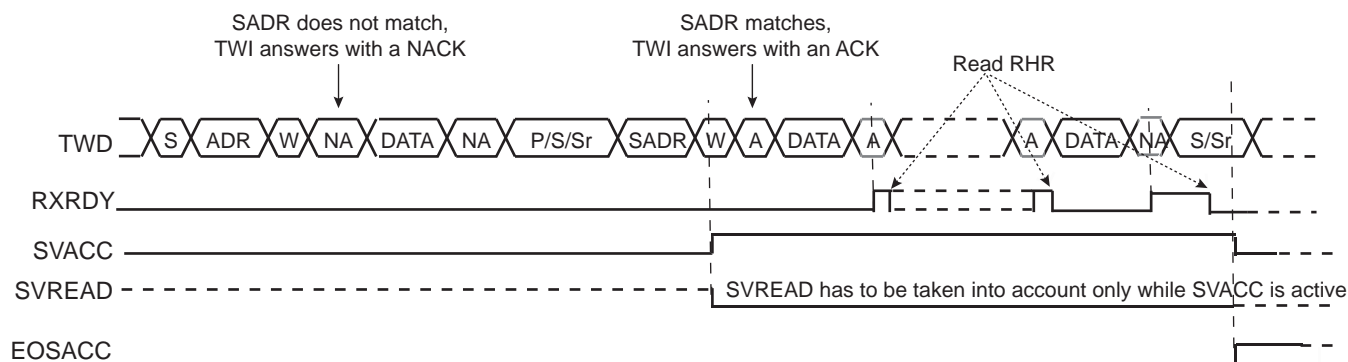 SADR does not match,
TWI answers with a NACK
SADR matches,
TWI answers with an ACK
Read RHR
TWD S ADR W NA DATA NA P/S/Sr SADR W A DATA A A DATA NA S/Sr
RXRDY
SVACC
SVREAD SVREAD has to be taken into account only while SVACC is active
EOSACC